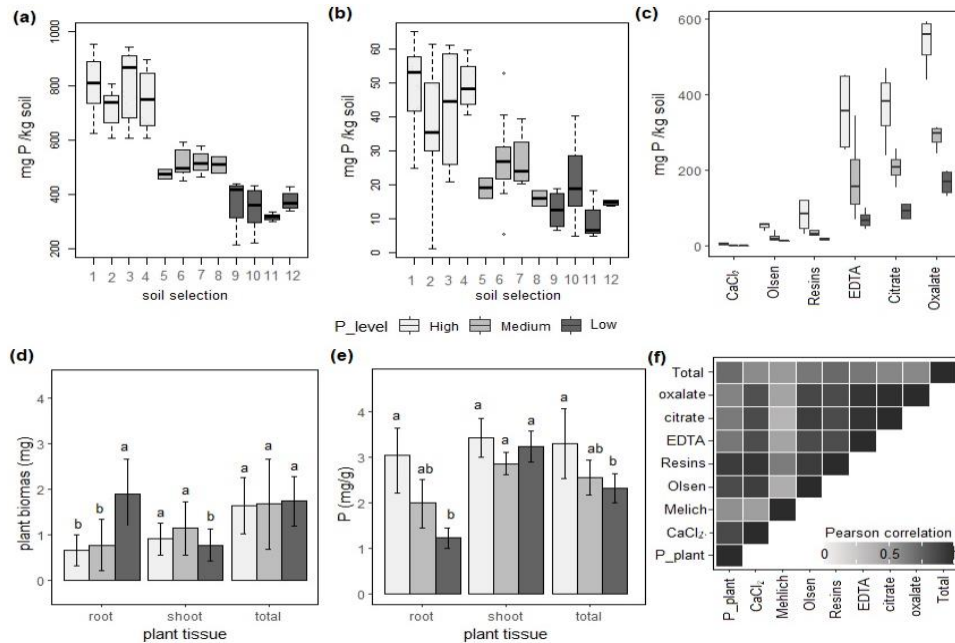 (a)
mg P /kg soil
1000
800
600
400
200
1 2 3 4 5 6 7 8 9 10 11 12
soil selection
(b)
mg P /kg soil
60
50
40
30
20
10
0
1 2 3 4 5 6 7 8 9 10 11 12
soil selection
(c)
mg P /kg soil
600
400
200
0
CaCl₂
Olsen
Resins
EDTA
Citrate
Oxalate
P_level High Medium Low
(d)
plant biomas (mg)
4
3
2
1
0
b b a
a a b
a a a
root shoot total
plant tissue
(e)
P (mg/g)
4
3
2
1
0
a ab b
a a a
a ab b
root shoot total
plant tissue
(f)
Total
oxalate
citrate
EDTA
Resins
Olsen
Melich
CaCl₂
P_plant
Pearson correlation
0 0.5
P_plant
CaCl₂
Mehlich
Olsen
Resins
EDTA
citrate
oxalate
Total